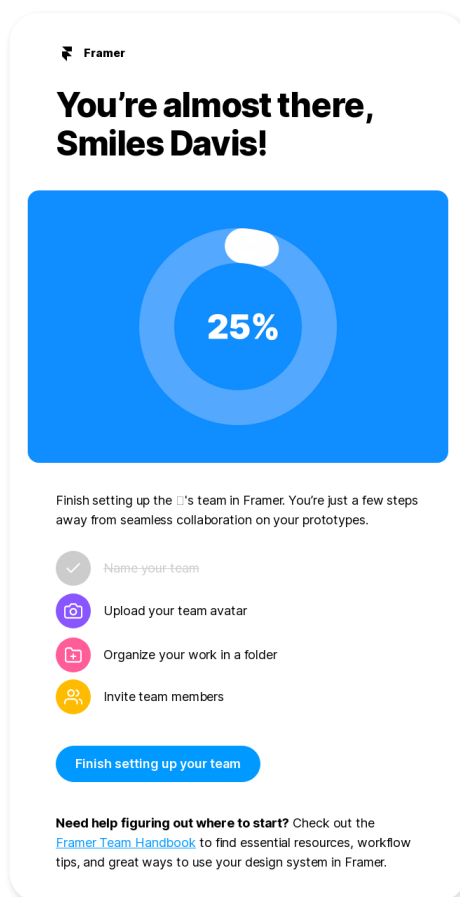 Framer
You’re almost there,
Smiles Davis!
25%
Finish setting up the 's team in Framer. You’re just a few steps
away from seamless collaboration on your prototypes.
Name your team
Upload your team avatar
Organize your work in a folder
Invite team members
Finish setting up your team
Need help figuring out where to start? Check out the
Framer Team Handbook to find essential resources, workflow
tips, and great ways to use your design system in Framer.